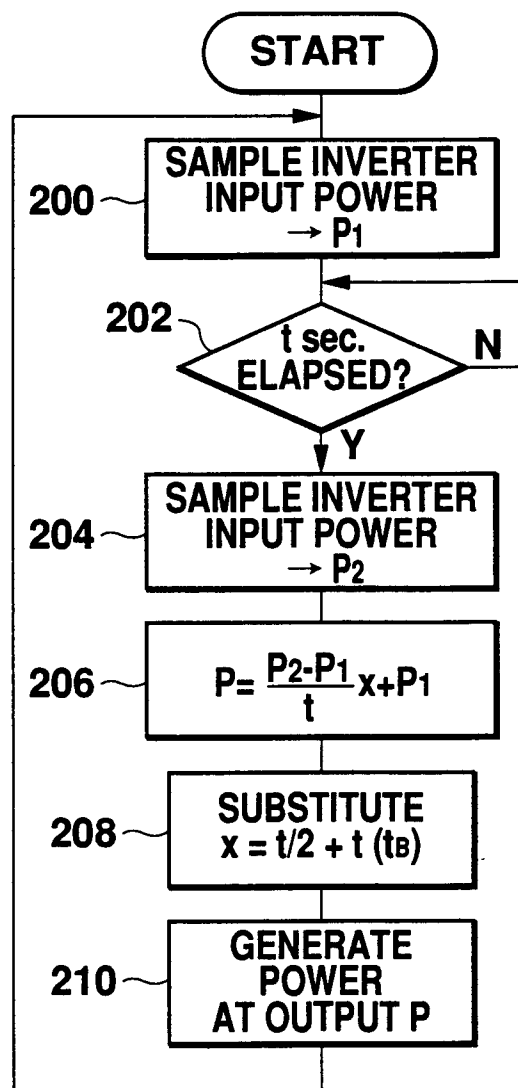 START
200
SAMPLE INVERTER
INPUT POWER
→ P1
202
t sec.
ELAPSED?
N
Y
204
SAMPLE INVERTER
INPUT POWER
→ P2
206
P= P2-P1/t x+P1
208
SUBSTITUTE
x = t/2 + t (tB)
210
GENERATE
POWER
AT OUTPUT P